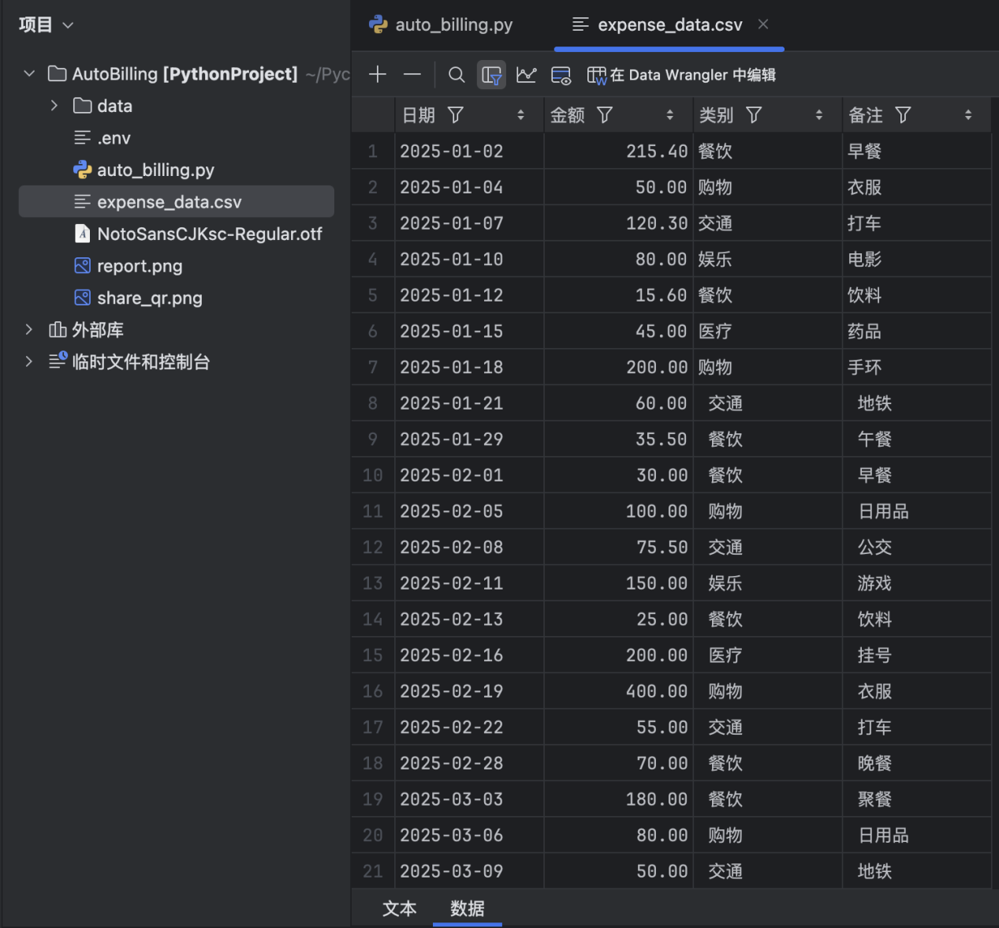 项目
AutoBilling [PythonProject] ~/Pyc
data
.env
auto_billing.py
expense_data.csv
NotoSansCJKsc-Regular.otf
report.png
share_qr.png
外部库
临时文件和控制台
auto_billing.py expense_data.csv
在 Data Wrangler 中编辑
日期 金额 类别 备注
1 2025-01-02 215.40 餐饮 早餐
2 2025-01-04 50.00 购物 衣服
3 2025-01-07 120.30 交通 打车
4 2025-01-10 80.00 娱乐 电影
5 2025-01-12 15.60 餐饮 饮料
6 2025-01-15 45.00 医疗 药品
7 2025-01-18 200.00 购物 手环
8 2025-01-21 60.00 交通 地铁
9 2025-01-29 35.50 餐饮 午餐
10 2025-02-01 30.00 餐饮 早餐
11 2025-02-05 100.00 购物 日用品
12 2025-02-08 75.50 交通 公交
13 2025-02-11 150.00 娱乐 游戏
14 2025-02-13 25.00 餐饮 饮料
15 2025-02-16 200.00 医疗 挂号
16 2025-02-19 400.00 购物 衣服
17 2025-02-22 55.00 交通 打车
18 2025-02-28 70.00 餐饮 晚餐
19 2025-03-03 180.00 餐饮 聚餐
20 2025-03-06 80.00 购物 日用品
21 2025-03-09 50.00 交通 地铁
文本 数据